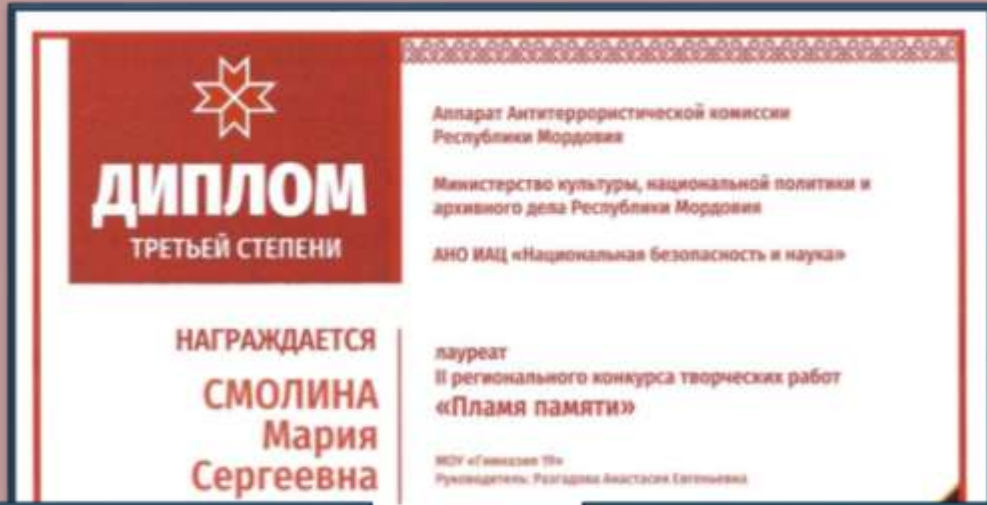 ДИПЛОМ
ТРЕТЬЕЙ СТЕПЕНИ
НАГРАЖДАЕТСЯ
СМОЛИНА
Мария
Сергеевна
Аппарат Антитеррористической комиссии
Республики Мордовия
Министерство культуры, национальной политики и
архивного дела Республики Мордовия
АНО ИАЦ «Национальная безопасность и наука»
лауреат
II регионального конкурса творческих работ
«Пламя памяти»
МОУ «Гимназия 19»
Руководитель: Разгадова Анастасия Евгеньевна